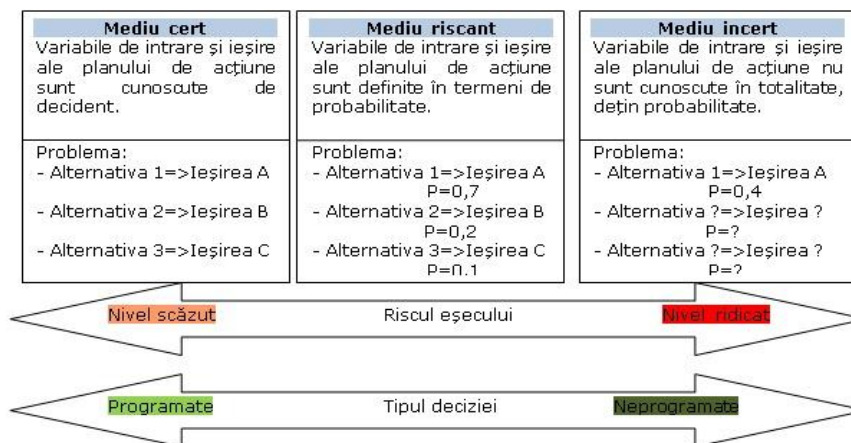 Mediu cert
Variabile de intrare și ieșire
ale planului de acțiune
sunt cunoscute de
decident.
Problema:
- Alternativa 1=>Ieșirea A
- Alternativa 2=>Ieșirea B
- Alternativa 3=>Ieșirea C
Mediu riscant
Variabile de intrare și ieșire
ale planului de acțiune
sunt definite în termeni de
probabilitate.
Problema:
- Alternativa 1=>Ieșirea A
P=0,7
- Alternativa 2=>Ieșirea B
P=0,2
- Alternativa 3=>Ieșirea C
P=0,1
Mediu incert
Variabile de intrare și ieșire
ale planului de acțiune nu
sunt cunoscute în totalitate,
dețin probabilitate.
Problema:
- Alternativa 1=>Ieșirea A
P=0,4
- Alternativa ?=>Ieșirea ?
P=?
- Alternativa ?=>Ieșirea ?
P=?
Nivel scăzut Riscul eșecului Nivel ridicat
Programate Tipul deciziei Neprogramate